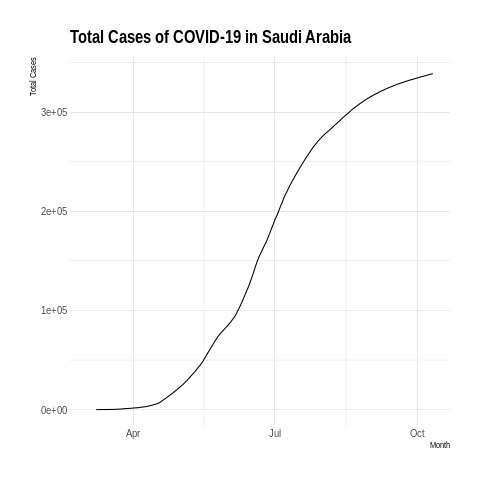 Total Cases of COVID-19 in Saudi Arabia
Total Cases
3e+05
2e+05
1e+05
0e+00
Apr Jul Oct
Month